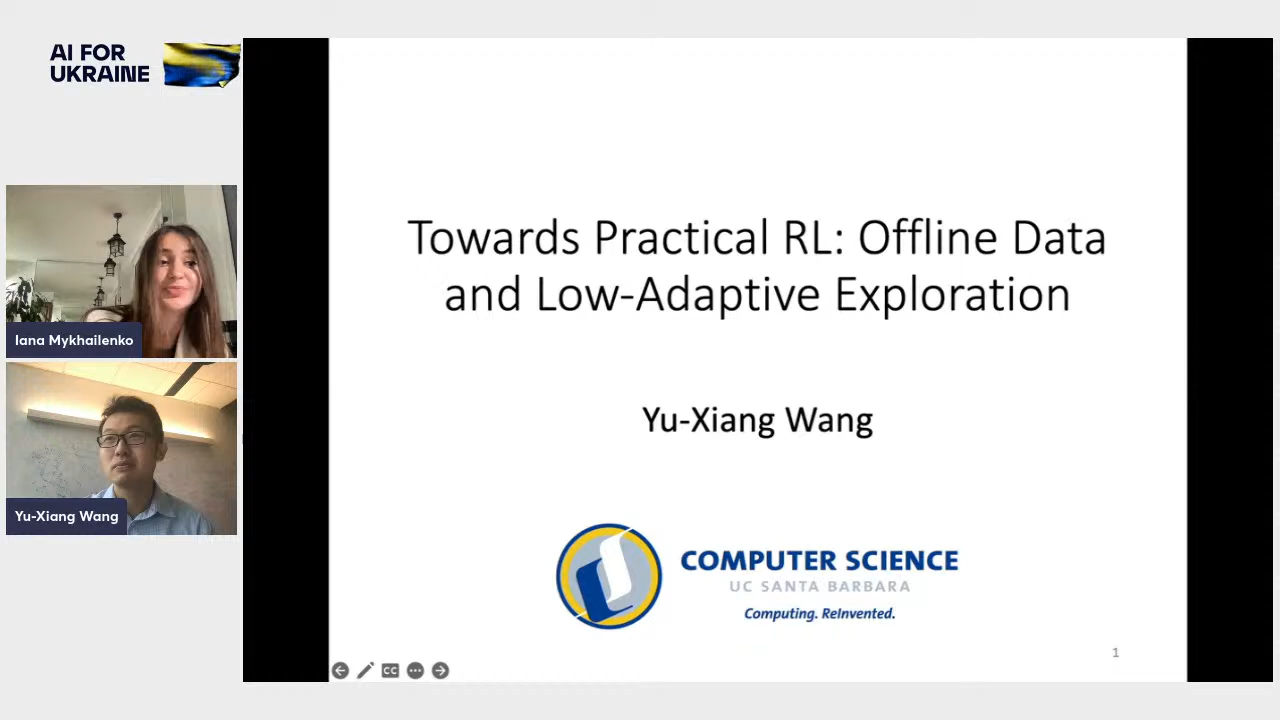 AI FOR
UKRAINE
Iana Mykhailenko
Yu-Xiang Wang
Towards Practical RL: Offline Data
and Low-Adaptive Exploration
Yu-Xiang Wang
COMPUTER SCIENCE
UC SANTA BARBARA
Computing. ReInvented.
1
CC